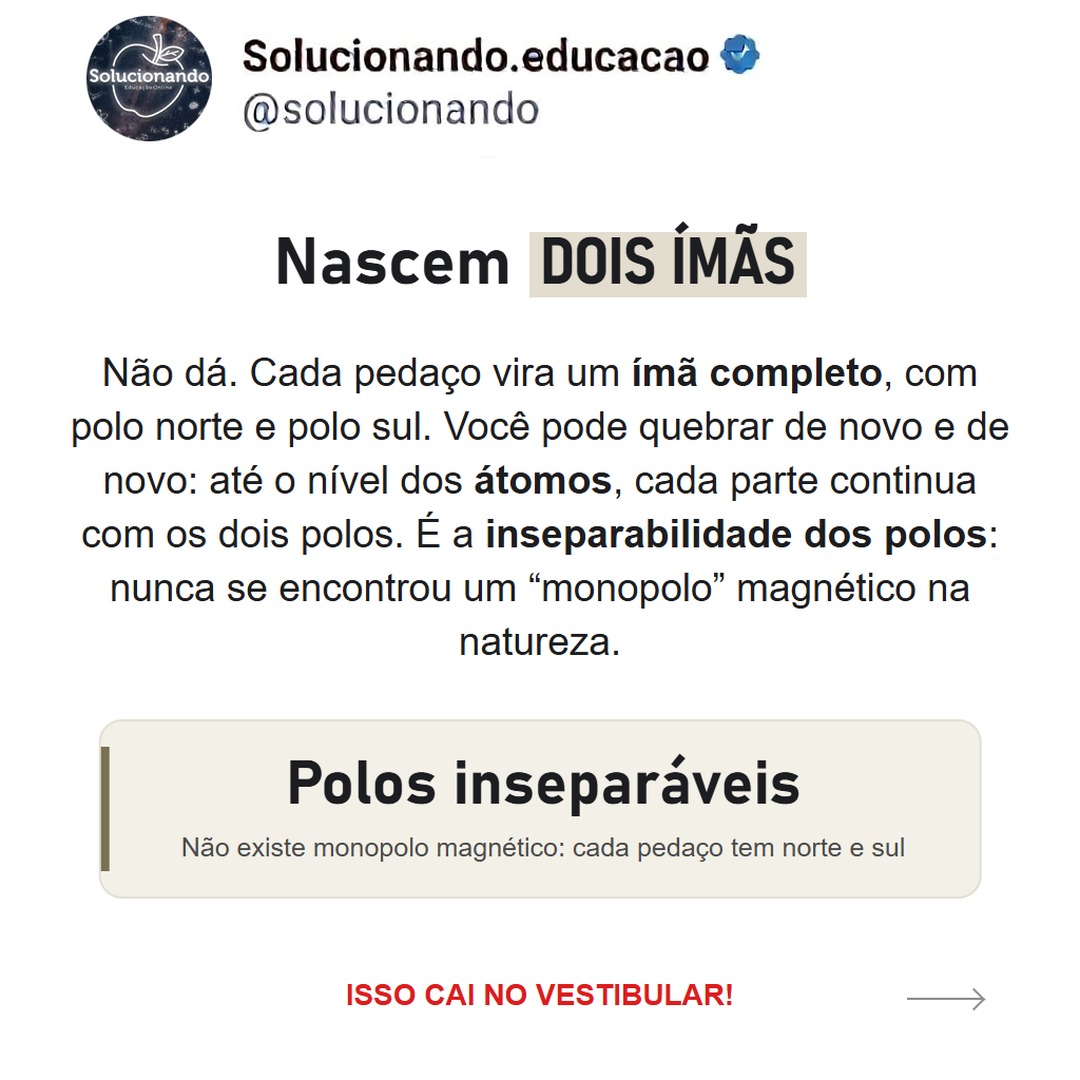 Solucionando
Educação Online
Solucionando.educacao
@solucionando
Nascem DOIS ÍMÃS
Não dá. Cada pedaço vira um ímã completo, com
polo norte e polo sul. Você pode quebrar de novo e de
novo: até o nível dos átomos, cada parte continua
com os dois polos. É a inseparabilidade dos polos:
nunca se encontrou um “monopolo” magnético na
natureza.
Polos inseparáveis
Não existe monopolo magnético: cada pedaço tem norte e sul
ISSO CAI NO VESTIBULAR!